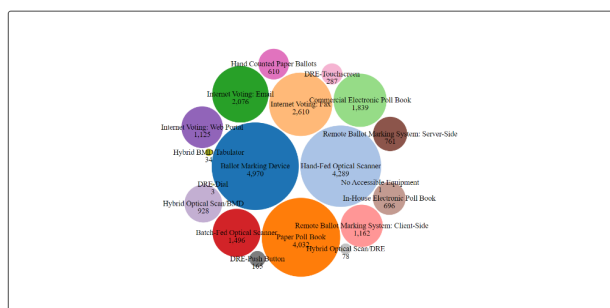 Hand Counted Paper Ballots
610
DRE-Touchscreen
287
Internet Voting: Email
2,076
Internet Voting: Fax
2,610
Commercial Electronic Poll Book
1,839
Internet Voting: Web Portal
1,125
Remote Ballot Marking System: Server-Side
761
Hybrid BMD/Tabulator
34
Ballot Marking Device
4,970
Hand-Fed Optical Scanner
4,289
DRE-Dial
3
No Accessible Equipment
1
In-House Electronic Poll Book
696
Hybrid Optical Scan/BMD
928
Batch-Fed Optical Scanner
1,496
Paper Poll Book
4,032
Remote Ballot Marking System: Client-Side
1,162
Hybrid Optical Scan/DRE
78
DRE-Push Button
165